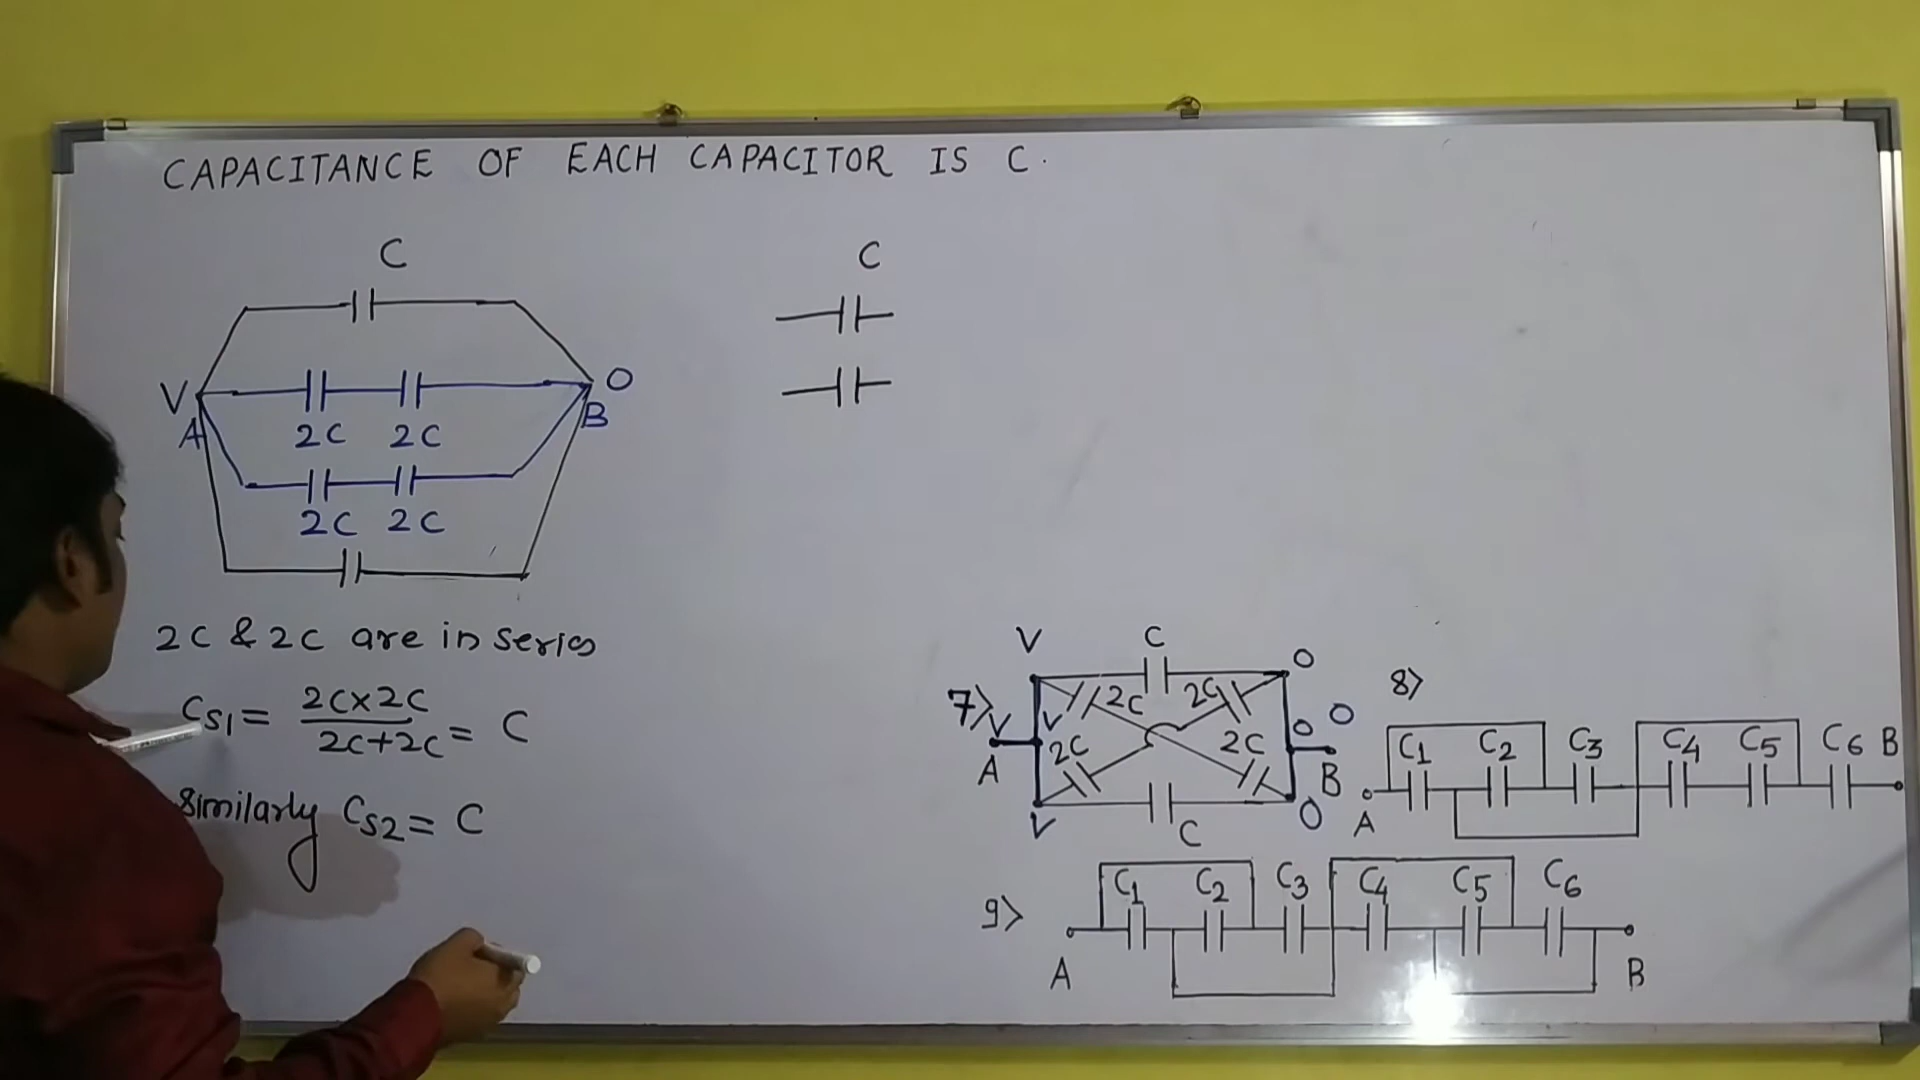 CAPACITANCE OF EACH CAPACITOR IS C.
C
V O
A B
2C 2C
2C 2C
2C & 2C are in series
CS1 = 2C×2C / 2C+2C = C
Similarly CS2 = C
C
7)
V C O
2C 2C
V V O O
A 2C 2C B
V C O
8)
C1 C2 C3 C4 C5 C6 B
A
9)
C1 C2 C3 C4 C5 C6
A B